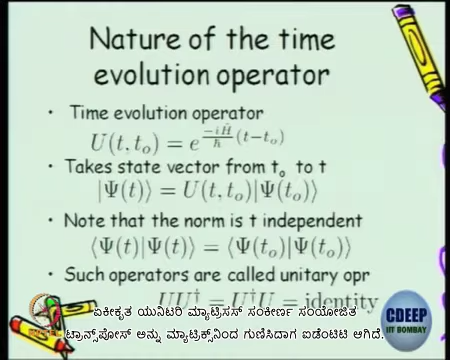 Nature of the time
evolution operator
• Time evolution operator
U(t, t₀) = e^{\frac{-i\hat{H}}{ħ}(t−t₀)}
• Takes state vector from t₀ to t
|Ψ(t)⟩ = U(t, t₀)|Ψ(t₀)⟩
• Note that the norm is t independent
⟨Ψ(t)|Ψ(t)⟩ = ⟨Ψ(t₀)|Ψ(t₀)⟩
• Such operators are called unitary opr
UU† = U†U = identity
ಏಕೀಕೃತ ಯುನಿಟರಿ ಮ್ಯಾಟ್ರಿಸಸ್ ಸಂಕೀರ್ಣ ಸಂಯೋಜಿತ
ಟ್ರಾನ್ಸ್‌ಪೋಸ್ ಅನ್ನು ಮ್ಯಾಟ್ರಿಕ್ಸ್‌ನಿಂದ ಗುಣಿಸಿದಾಗ ಐಡೆಂಟಿಟಿ ಆಗಿದೆ.
CDEEP
IIT BOMBAY